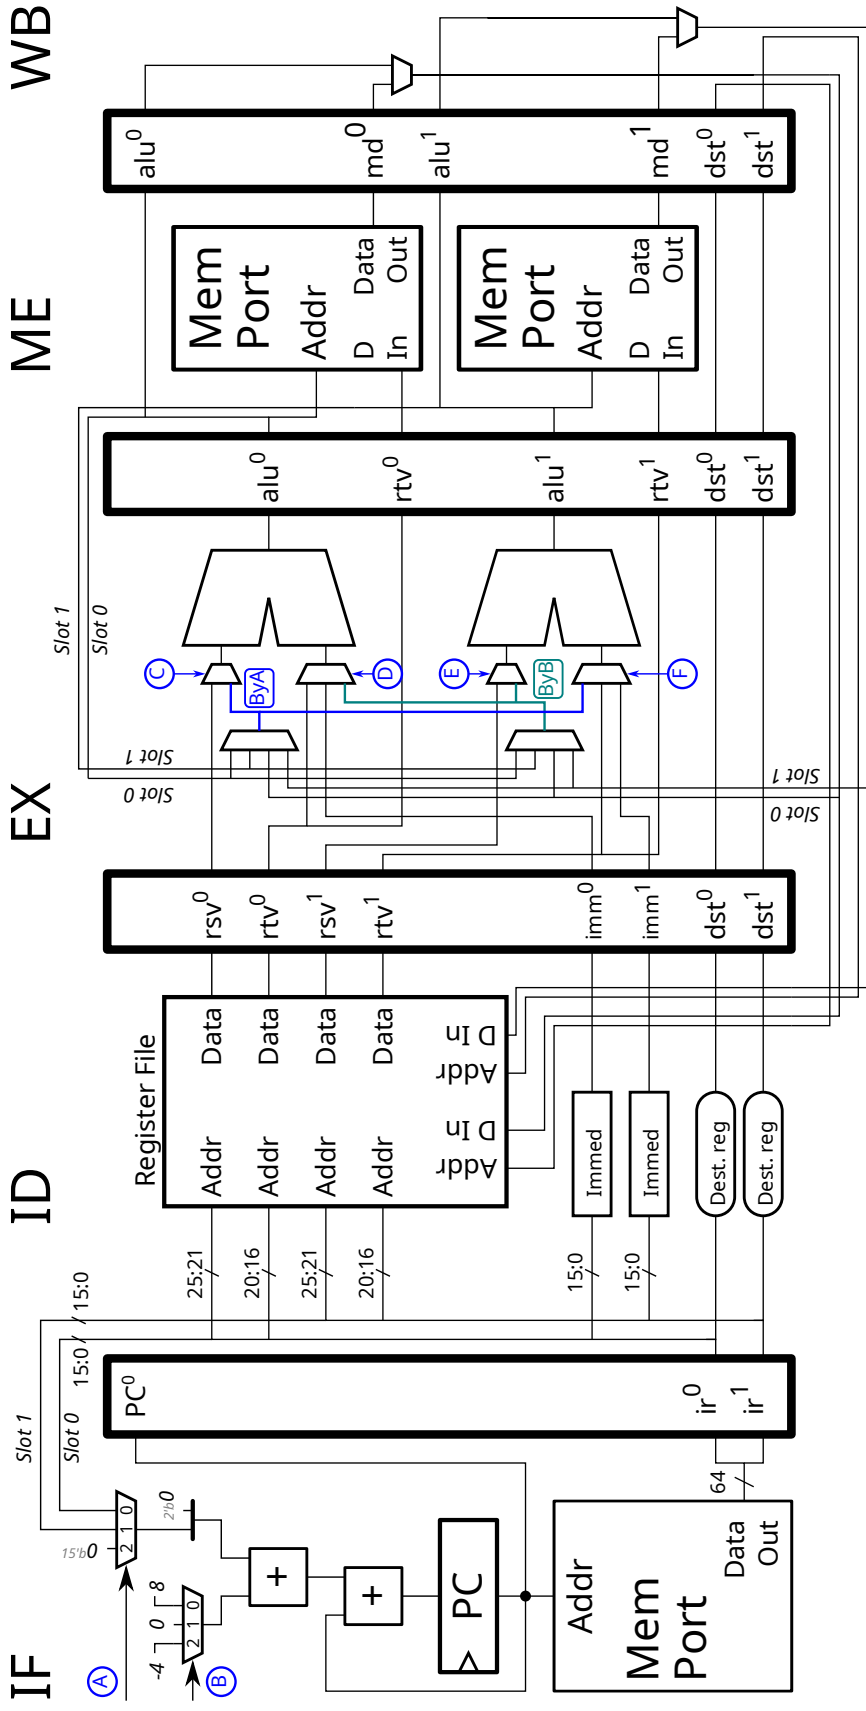 IF
ID
EX
ME
WB
A
B
-4
0
8
2 1 0
15'b0
2 1 0
2'b0
+
+
PC
Addr
Mem
Port
Data
Out
64
Slot 1
Slot 0
15:0
15:0
PC0
ir0
ir1
25:21
20:16
25:21
20:16
15:0
15:0
Register File
Addr Data
Addr Data
Addr Data
Addr Data
Addr D In
Addr D In
Immed
Immed
Dest. reg
Dest. reg
rsv0
rtv0
rsv1
rtv1
imm0
imm1
dst0
dst1
Slot 1
Slot 0
Slot 1
Slot 0
Slot 1
Slot 0
C
ByA
D
E
ByB
F
alu0
rtv0
alu1
rtv1
dst0
dst1
Mem
Port
Addr
D Data
In Out
Mem
Port
Addr
D Data
In Out
alu0
md0
alu1
md1
dst0
dst1